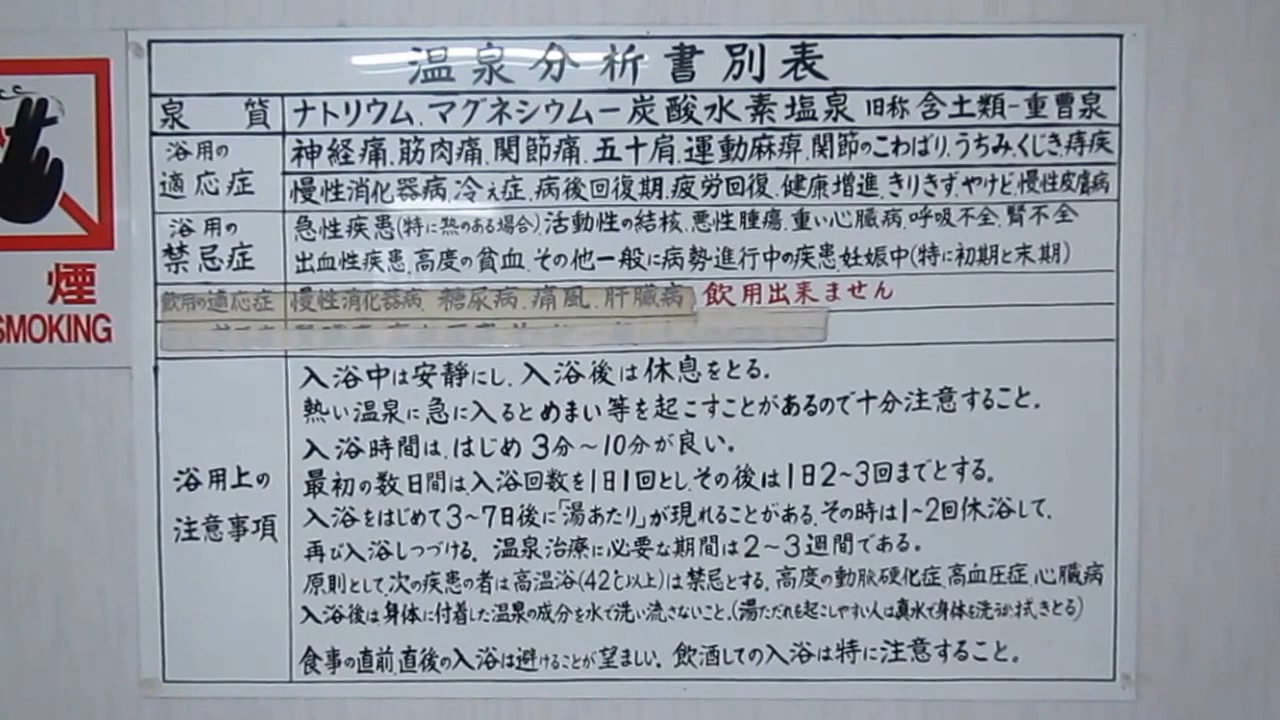 温泉分析書別表
泉質 ナトリウム.マグネシウムー炭酸水素塩泉 旧称 含土類-重曹泉
浴用の適応症
神経痛.筋肉痛.関節痛.五十肩.運動麻痺.関節のこわばり.うちみ.くじき.痔疾
慢性消化器病.冷え症.病後回復期.疲労回復.健康増進.きりきず.やけど.慢性皮膚病
浴用の禁忌症
急性疾患(特に熱のある場合).活動性の結核.悪性腫瘍.重い心臓病.呼吸不全.腎不全
出血性疾患.高度の貧血.その他一般に病勢進行中の疾患.妊娠中(特に初期と末期)
飲用の適応症 慢性消化器病.糖尿病.痛風.肝臓病 飲用出来ません
浴用上の
注意事項
入浴中は安静にし.入浴後は休息をとる.
熱い温泉に急に入るとめまい等を起こすことがあるので十分注意すること.
入浴時間は.はじめ3分～10分が良い.
最初の数日間は.入浴回数を1日1回とし.その後は1日2～3回までとする.
入浴をはじめて3～7日後に「湯あたり」が現れることがある.その時は1～2回休浴して.
再び入浴しつづける. 温泉治療に必要な期間は2～3週間である.
原則として次の疾患の者は高温浴(42℃以上)は禁忌とする.高度の動脈硬化症.高血圧症.心臓病
入浴後は身体に付着した温泉の成分を水で洗い流さないこと.(湯ただれを起こしやすい人は真水で身体を洗うか.拭きとる)
食事の直前.直後の入浴は避けることが望ましい. 飲酒しての入浴は特に注意すること.
煙
SMOKING